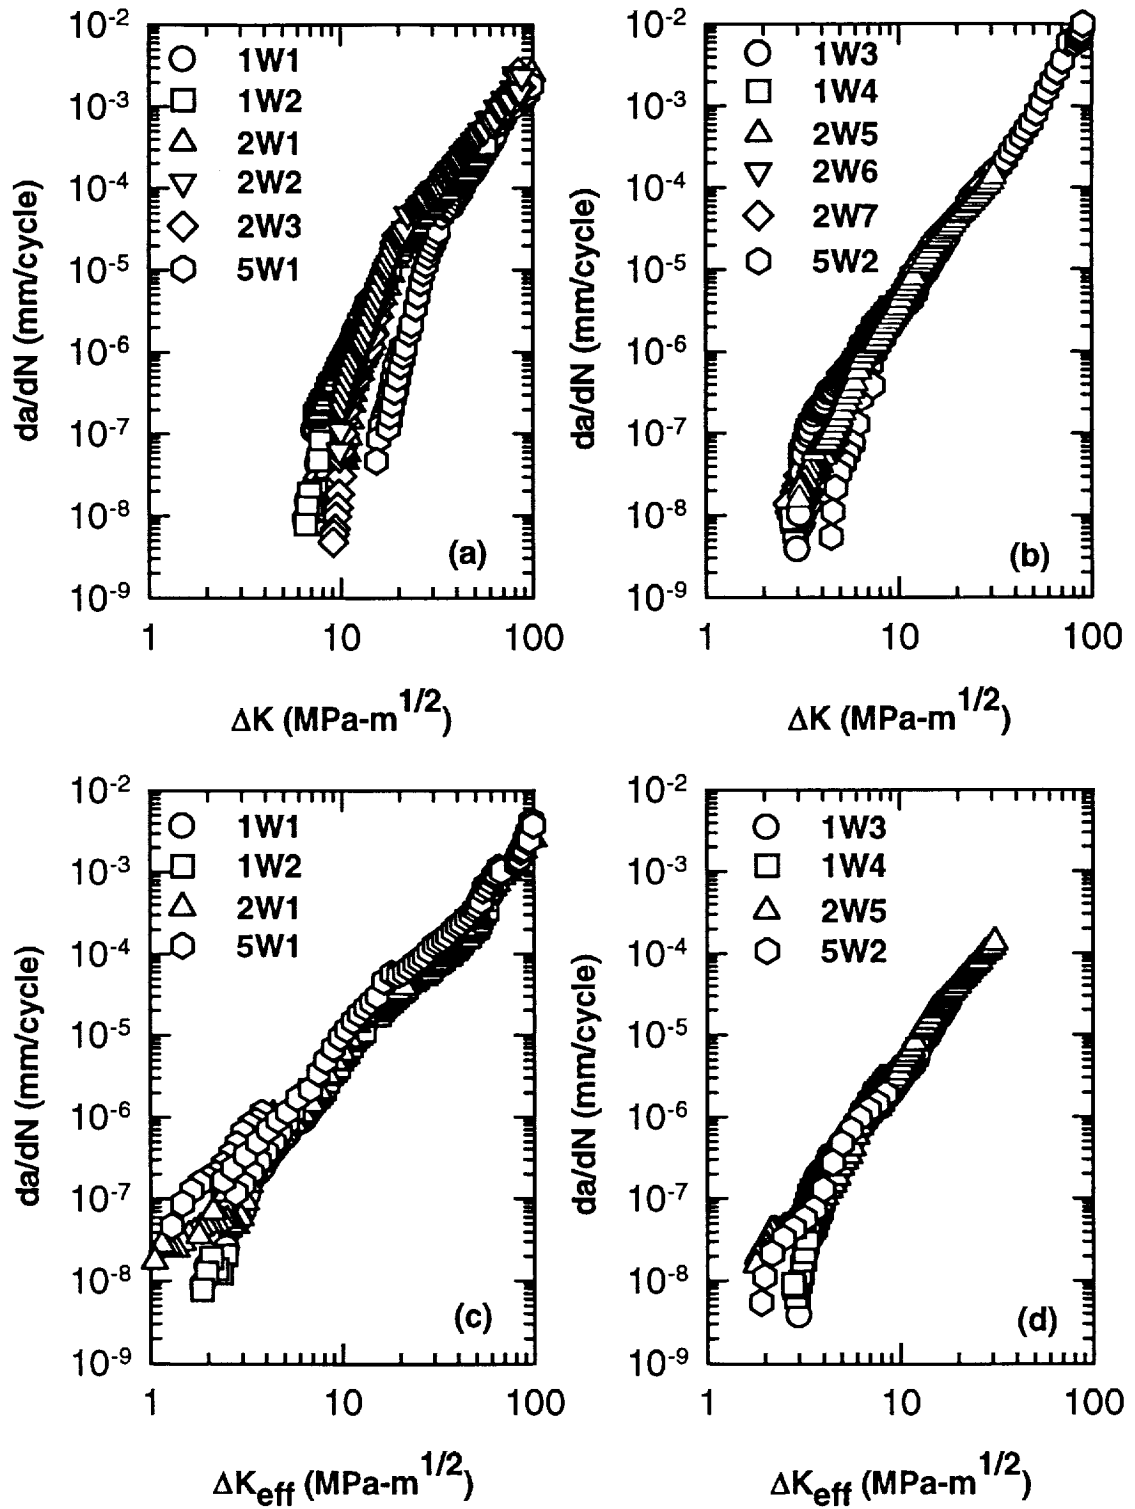 da/dN (mm/cycle)
10-2
10-3
10-4
10-5
10-6
10-7
10-8
10-9
1W1
1W2
2W1
2W2
2W3
5W1
(a)
1
10
100
ΔK (MPa-m1/2)
da/dN (mm/cycle)
10-2
10-3
10-4
10-5
10-6
10-7
10-8
10-9
1W3
1W4
2W5
2W6
2W7
5W2
(b)
1
10
100
ΔK (MPa-m1/2)
da/dN (mm/cycle)
10-2
10-3
10-4
10-5
10-6
10-7
10-8
10-9
1W1
1W2
2W1
5W1
(c)
1
10
100
ΔKeff (MPa-m1/2)
da/dN (mm/cycle)
10-2
10-3
10-4
10-5
10-6
10-7
10-8
10-9
1W3
1W4
2W5
5W2
(d)
1
10
100
ΔKeff (MPa-m1/2)